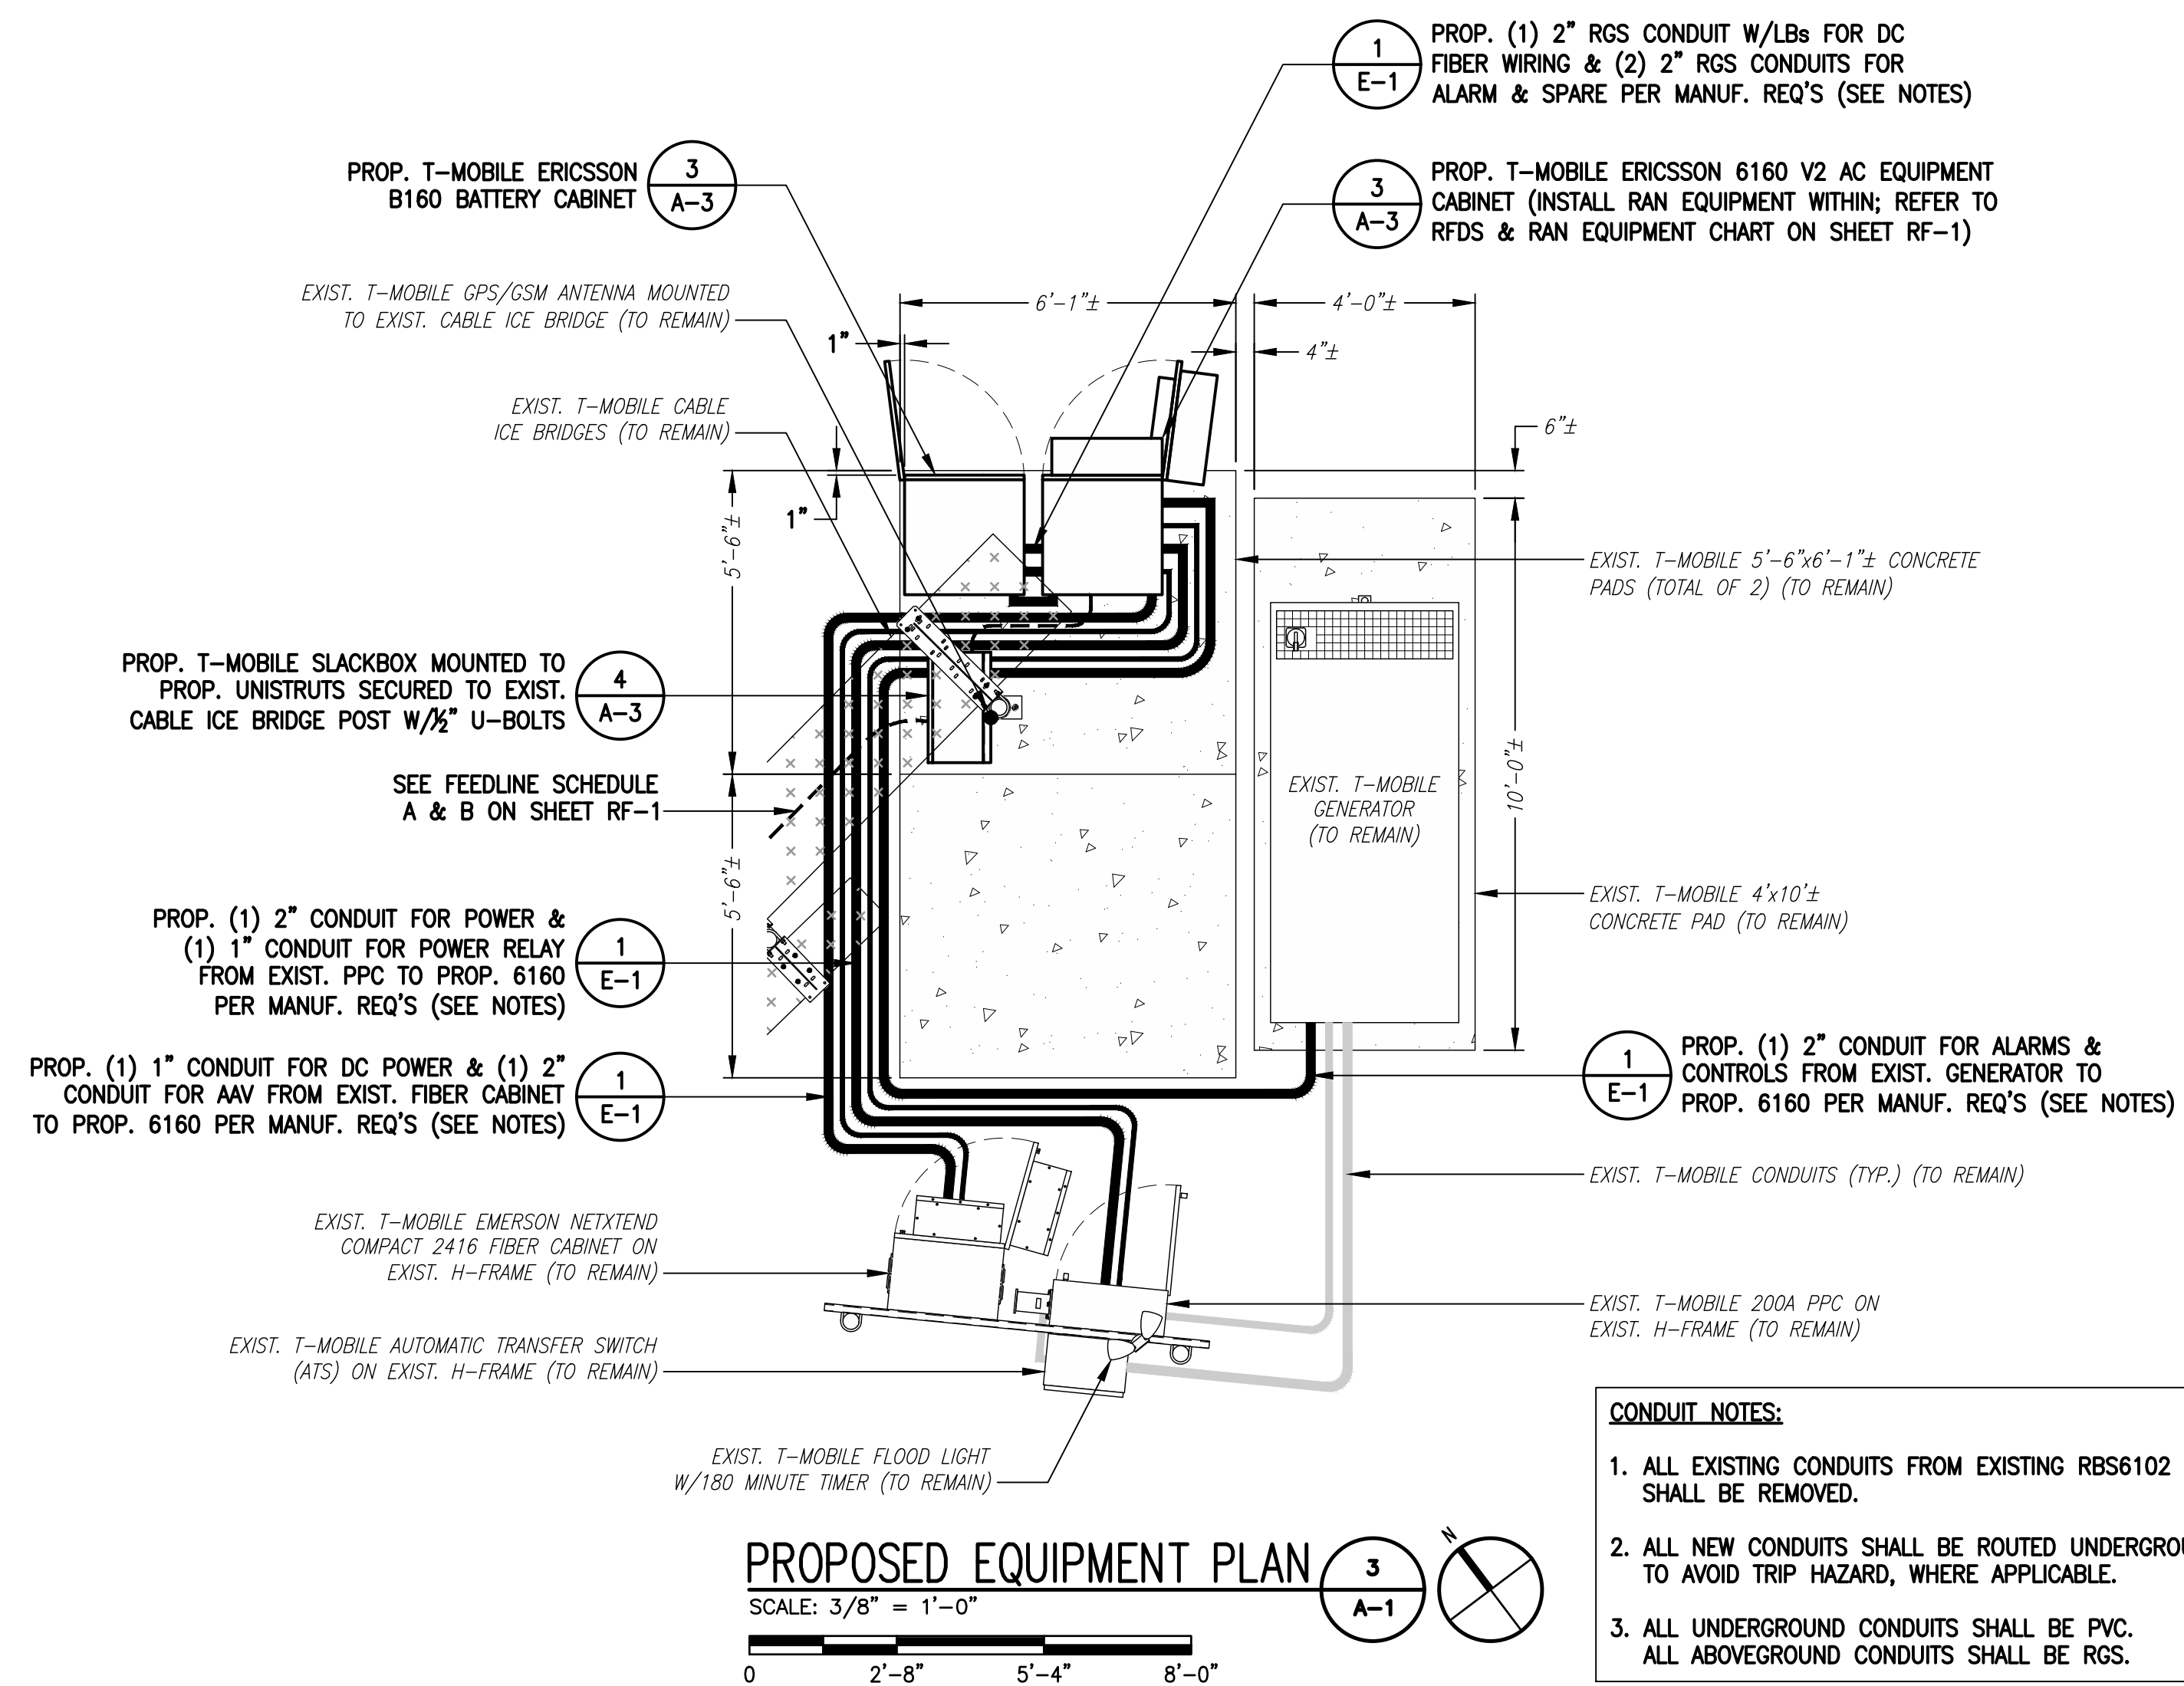 1
E-1
PROP. (1) 2" RGS CONDUIT W/LBs FOR DC
FIBER WIRING & (2) 2" RGS CONDUITS FOR
ALARM & SPARE PER MANUF. REQ'S (SEE NOTES)
PROP. T-MOBILE ERICSSON
B160 BATTERY CABINET
3
A-3
3
A-3
PROP. T-MOBILE ERICSSON 6160 V2 AC EQUIPMENT
CABINET (INSTALL RAN EQUIPMENT WITHIN; REFER TO
RFDS & RAN EQUIPMENT CHART ON SHEET RF-1)
EXIST. T-MOBILE GPS/GSM ANTENNA MOUNTED
TO EXIST. CABLE ICE BRIDGE (TO REMAIN)
6'-1"±
4'-0"±
1"
4"±
EXIST. T-MOBILE CABLE
ICE BRIDGES (TO REMAIN)
6"±
1"
5'-6"±
EXIST. T-MOBILE 5'-6"x6'-1"± CONCRETE
PADS (TOTAL OF 2) (TO REMAIN)
PROP. T-MOBILE SLACKBOX MOUNTED TO
PROP. UNISTRUTS SECURED TO EXIST.
CABLE ICE BRIDGE POST W/½" U-BOLTS
4
A-3
SEE FEEDLINE SCHEDULE
A & B ON SHEET RF-1
EXIST. T-MOBILE
GENERATOR
(TO REMAIN)
10'-0"±
5'-6"±
EXIST. T-MOBILE 4'x10'±
CONCRETE PAD (TO REMAIN)
PROP. (1) 2" CONDUIT FOR POWER &
(1) 1" CONDUIT FOR POWER RELAY
FROM EXIST. PPC TO PROP. 6160
PER MANUF. REQ'S (SEE NOTES)
1
E-1
PROP. (1) 1" CONDUIT FOR DC POWER & (1) 2"
CONDUIT FOR AAV FROM EXIST. FIBER CABINET
TO PROP. 6160 PER MANUF. REQ'S (SEE NOTES)
1
E-1
1
E-1
PROP. (1) 2" CONDUIT FOR ALARMS &
CONTROLS FROM EXIST. GENERATOR TO
PROP. 6160 PER MANUF. REQ'S (SEE NOTES)
EXIST. T-MOBILE CONDUITS (TYP.) (TO REMAIN)
EXIST. T-MOBILE EMERSON NETXTEND
COMPACT 2416 FIBER CABINET ON
EXIST. H-FRAME (TO REMAIN)
EXIST. T-MOBILE 200A PPC ON
EXIST. H-FRAME (TO REMAIN)
EXIST. T-MOBILE AUTOMATIC TRANSFER SWITCH
(ATS) ON EXIST. H-FRAME (TO REMAIN)
EXIST. T-MOBILE FLOOD LIGHT
W/180 MINUTE TIMER (TO REMAIN)
CONDUIT NOTES:
1. ALL EXISTING CONDUITS FROM EXISTING RBS6102
SHALL BE REMOVED.
2. ALL NEW CONDUITS SHALL BE ROUTED UNDERGROU
TO AVOID TRIP HAZARD, WHERE APPLICABLE.
3. ALL UNDERGROUND CONDUITS SHALL BE PVC.
ALL ABOVEGROUND CONDUITS SHALL BE RGS.
PROPOSED EQUIPMENT PLAN
3
A-1
N
SCALE: 3/8" = 1'-0"
0 2'-8" 5'-4" 8'-0"